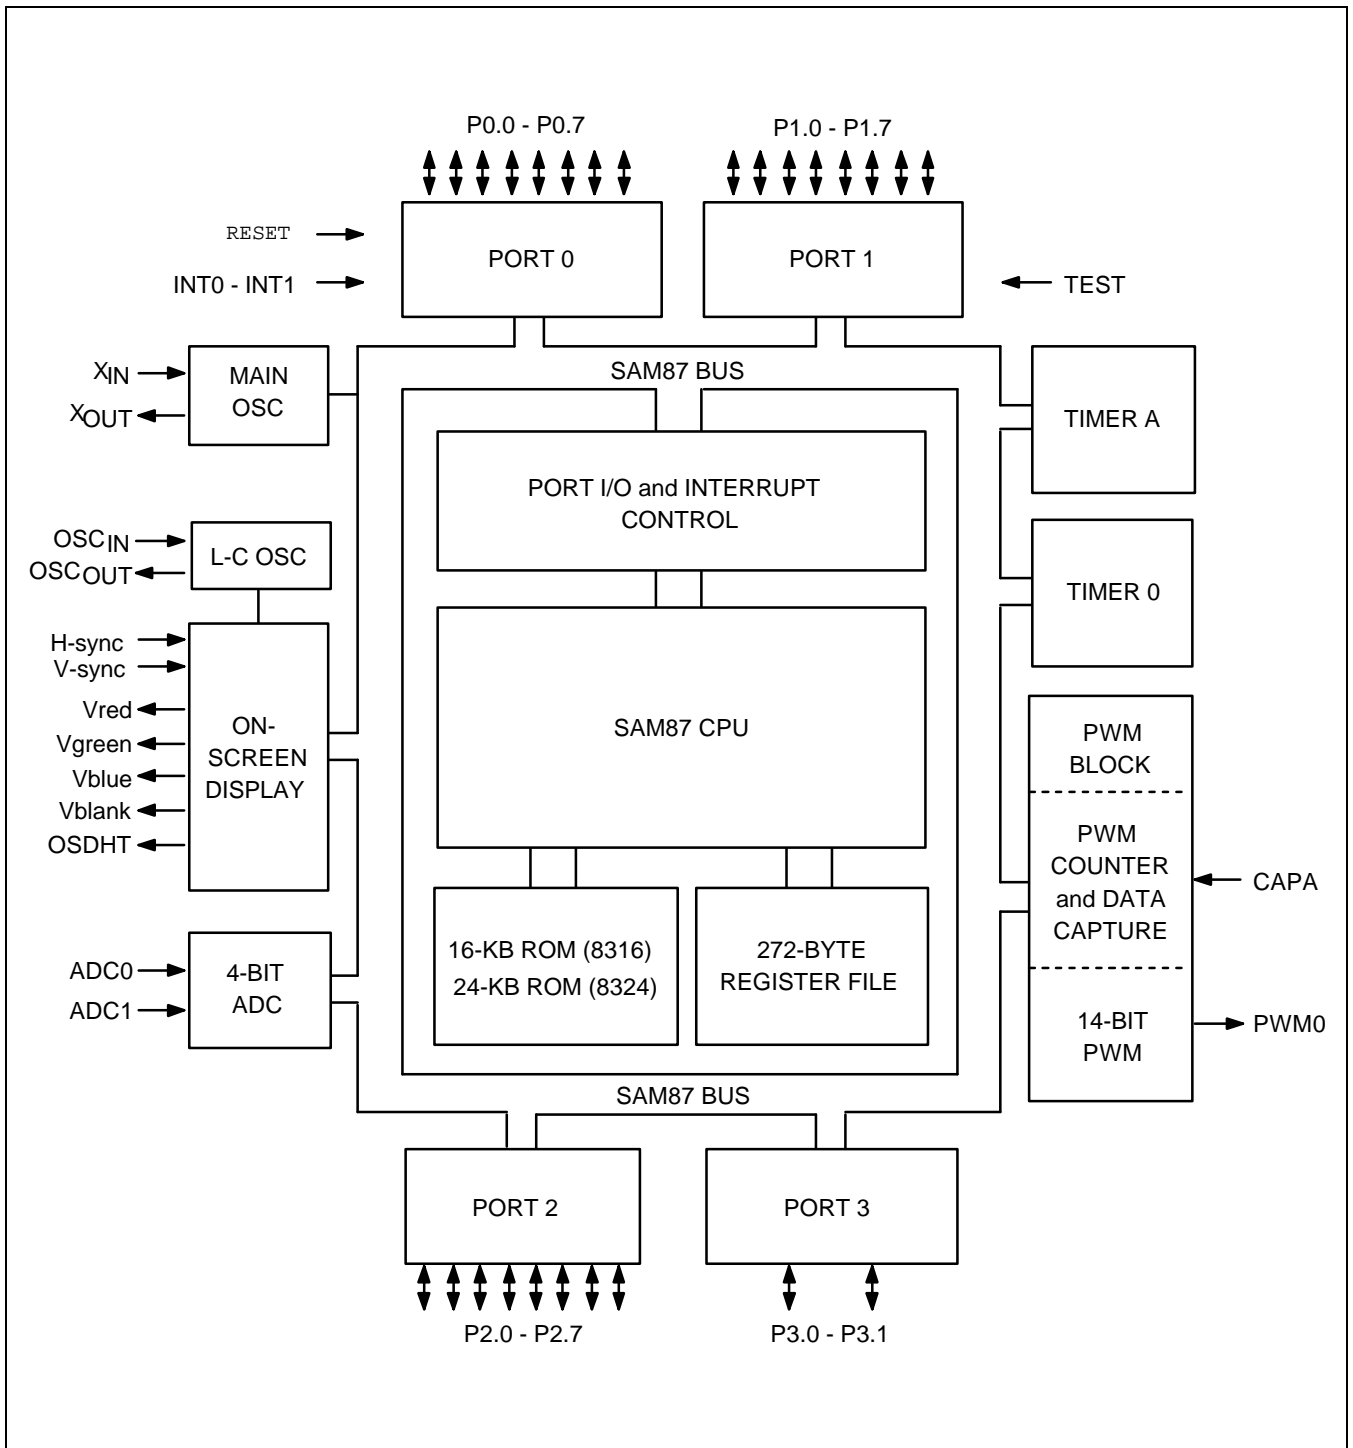 P0.0 - P0.7
P1.0 - P1.7
RESET
INT0 - INT1
PORT 0
PORT 1
TEST
SAM87 BUS
XIN
XOUT
MAIN
OSC
TIMER A
PORT I/O and INTERRUPT
CONTROL
OSCIN
OSCOUT
L-C OSC
TIMER 0
H-sync
V-sync
Vred
Vgreen
Vblue
Vblank
OSDHT
ON-
SCREEN
DISPLAY
SAM87 CPU
PWM
BLOCK
PWM
COUNTER
and DATA
CAPTURE
CAPA
ADC0
ADC1
4-BIT
ADC
16-KB ROM (8316)
24-KB ROM (8324)
272-BYTE
REGISTER FILE
14-BIT
PWM
PWM0
SAM87 BUS
PORT 2
PORT 3
P2.0 - P2.7
P3.0 - P3.1